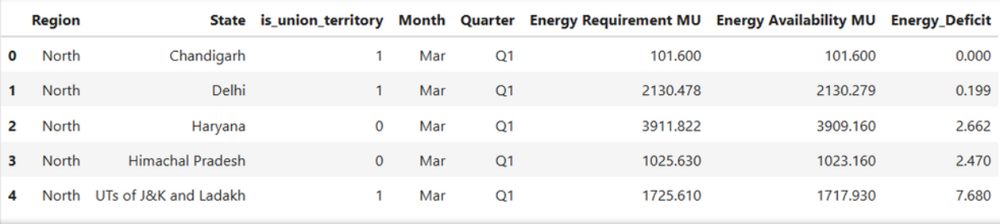 Region State is_union_territory Month Quarter Energy Requirement MU Energy Availability MU Energy_Deficit
0 North Chandigarh 1 Mar Q1 101.600 101.600 0.000
1 North Delhi 1 Mar Q1 2130.478 2130.279 0.199
2 North Haryana 0 Mar Q1 3911.822 3909.160 2.662
3 North Himachal Pradesh 0 Mar Q1 1025.630 1023.160 2.470
4 North UTs of J&K and Ladakh 1 Mar Q1 1725.610 1717.930 7.680